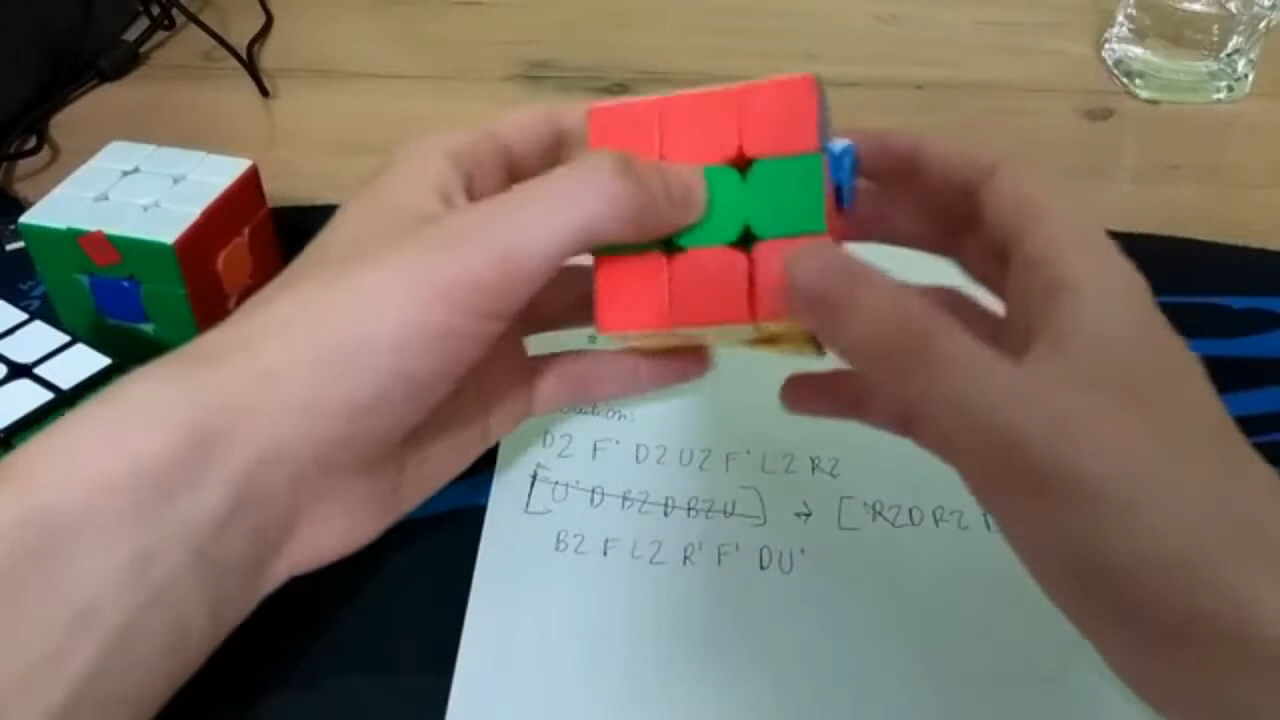 D2 F' D2 U2 F' L2 R2
[U' D B2 D B2 U] → ['R2 D R2
B2 F L2 R' F' D U'